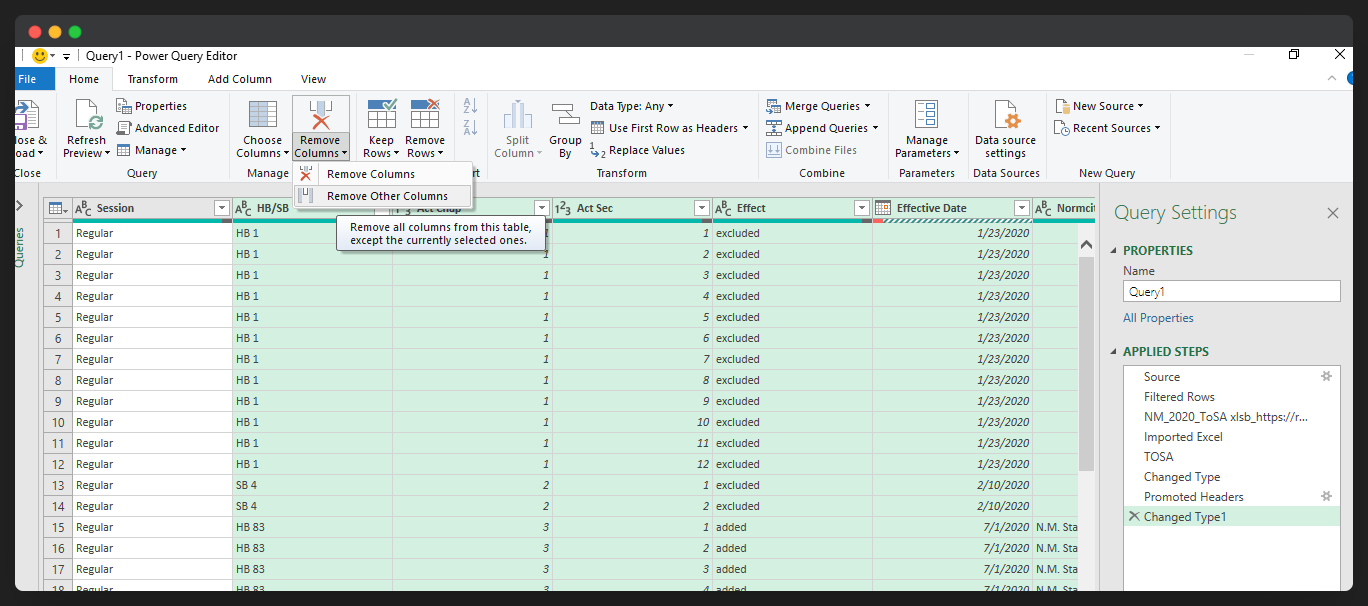 Query1 - Power Query Editor
File Home Transform Add Column View
Close & Load
Refresh Preview
Properties
Advanced Editor
Manage
Choose Columns
Remove Columns
Keep Rows
Remove Rows
Split Column
Group By
Data Type: Any
Use First Row as Headers
Replace Values
Merge Queries
Append Queries
Combine Files
Manage Parameters
Data source settings
New Source
Recent Sources
Close Query Manage rt Transform Combine Parameters Data Sources New Query
Remove Columns
Remove Other Columns
Remove all columns from this table,
except the currently selected ones.
Queries
Session HB/SB Act Chap Act Sec Effect Effective Date Normcit
1 Regular HB 1 1 1 excluded 1/23/2020
2 Regular HB 1 1 2 excluded 1/23/2020
3 Regular HB 1 1 3 excluded 1/23/2020
4 Regular HB 1 1 4 excluded 1/23/2020
5 Regular HB 1 1 5 excluded 1/23/2020
6 Regular HB 1 1 6 excluded 1/23/2020
7 Regular HB 1 1 7 excluded 1/23/2020
8 Regular HB 1 1 8 excluded 1/23/2020
9 Regular HB 1 1 9 excluded 1/23/2020
10 Regular HB 1 1 10 excluded 1/23/2020
11 Regular HB 1 1 11 excluded 1/23/2020
12 Regular HB 1 1 12 excluded 1/23/2020
13 Regular SB 4 2 1 excluded 2/10/2020
14 Regular SB 4 2 2 excluded 2/10/2020
15 Regular HB 83 3 1 added 7/1/2020 N.M. Sta
16 Regular HB 83 3 2 added 7/1/2020 N.M. Sta
17 Regular HB 83 3 3 added 7/1/2020 N.M. Sta
18 Regular HB 83 3 4 added 7/1/2020 N.M. Sta
Query Settings
PROPERTIES
Name
Query1
All Properties
APPLIED STEPS
Source
Filtered Rows
NM_2020_ToSA xlsb_https://r...
Imported Excel
TOSA
Changed Type
Promoted Headers
Changed Type1